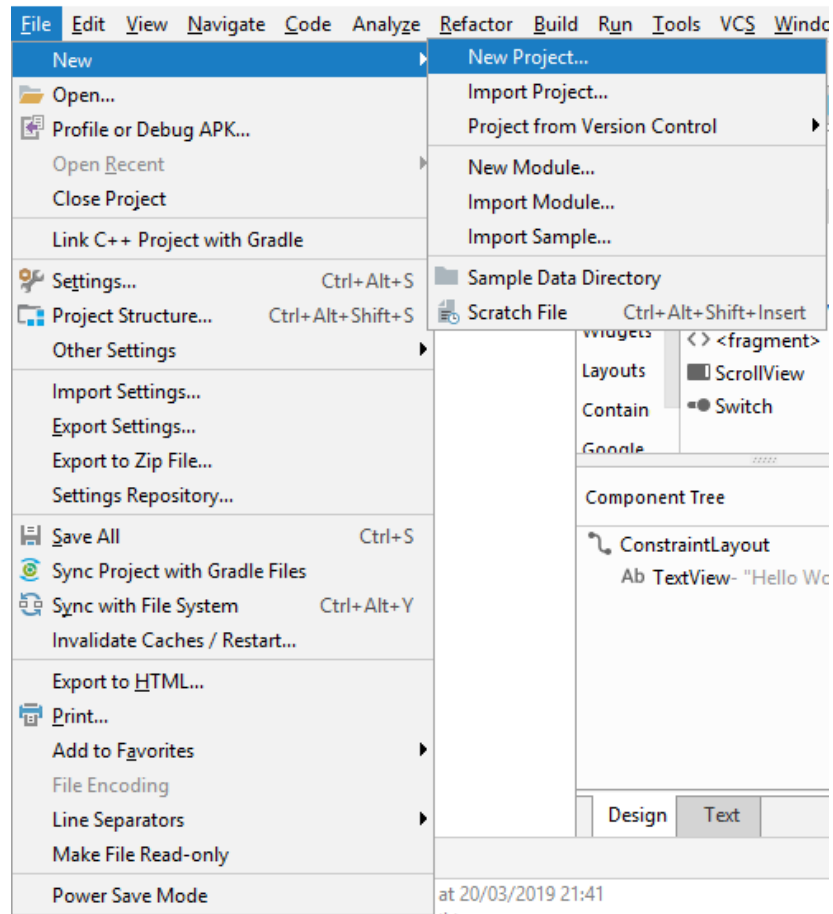 File Edit View Navigate Code Analyze Refactor Build Run Tools VCS
New
Open...
Profile or Debug APK...
Open Recent
Close Project
Link C++ Project with Gradle
Settings... Ctrl+Alt+S
Project Structure... Ctrl+Alt+Shift+S
Other Settings
Import Settings...
Export Settings...
Export to Zip File...
Settings Repository...
Save All Ctrl+S
Sync Project with Gradle Files
Sync with File System Ctrl+Alt+Y
Invalidate Caches / Restart...
Export to HTML...
Print...
Add to Favorites
File Encoding
Line Separators
Make File Read-only
Power Save Mode
New Project...
Import Project...
Project from Version Control
New Module...
Import Module...
Import Sample...
Sample Data Directory
Scratch File Ctrl+Alt+Shift+Insert
Widgets
Layouts
Contain
Google
<fragment>
ScrollView
Switch
Component Tree
ConstraintLayout
Ab TextView- "Hello
Design Text
at 20/03/2019 21:41